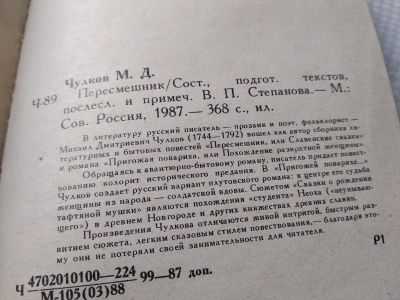 Чулков М. Д.
Ч-89 Пересмешник/Сост., подгот. текстов,
послесл. и примеч. В. П. Степанова.— М.:
Сов. Россия, 1987.— 368 с., ил.
В литературу русский писатель — прозаик и поэт, фольклорист —
Михаил Дмитриевич Чулков (1744—1792) вошел как автор сборника ли-
тературных и бытовых повестей «Пересмешник, или Славенские сказки»
и романа «Пригожая повариха, или Похождение развратной женщины».
Обращаясь к авантюрно-бытовому роману, писатель придает повест-
вованию колорит исторического предания. В «Пригожей поварихе...»
Чулков создает русский вариант плутовского романа: в центре его судьба
женщины из народа — солдатской вдовы. Сюжетом «Сказки о рождении
тафтяной мушки» являются похождения «студента» Неоха («неунываю-
щего») в древнем Новгороде и других княжествах древних славян.
Произведения Чулкова отличаются живой интригой, быстрым раз-
витием сюжета, легким сказовым стилем повествования,— благодаря это-
му они не потеряли своей занимательности для читателя.
Ч 4702010100—224
М-105(03)88 99—87 доп.
Р1